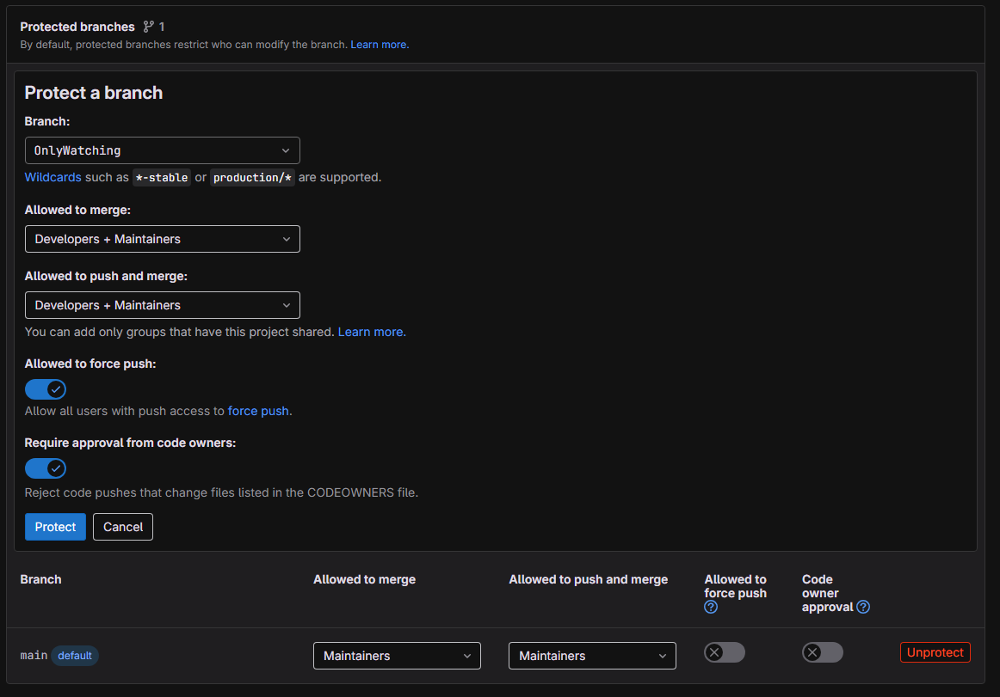 Protected branches 1
By default, protected branches restrict who can modify the branch. Learn more.
Protect a branch
Branch:
OnlyWatching
Wildcards such as *-stable or production/* are supported.
Allowed to merge:
Developers + Maintainers
Allowed to push and merge:
Developers + Maintainers
You can add only groups that have this project shared. Learn more.
Allowed to force push:
Allow all users with push access to force push.
Require approval from code owners:
Reject code pushes that change files listed in the CODEOWNERS file.
Protect Cancel
Branch Allowed to merge Allowed to push and merge Allowed to force push ? Code owner approval ?
main default Maintainers Maintainers Unprotect